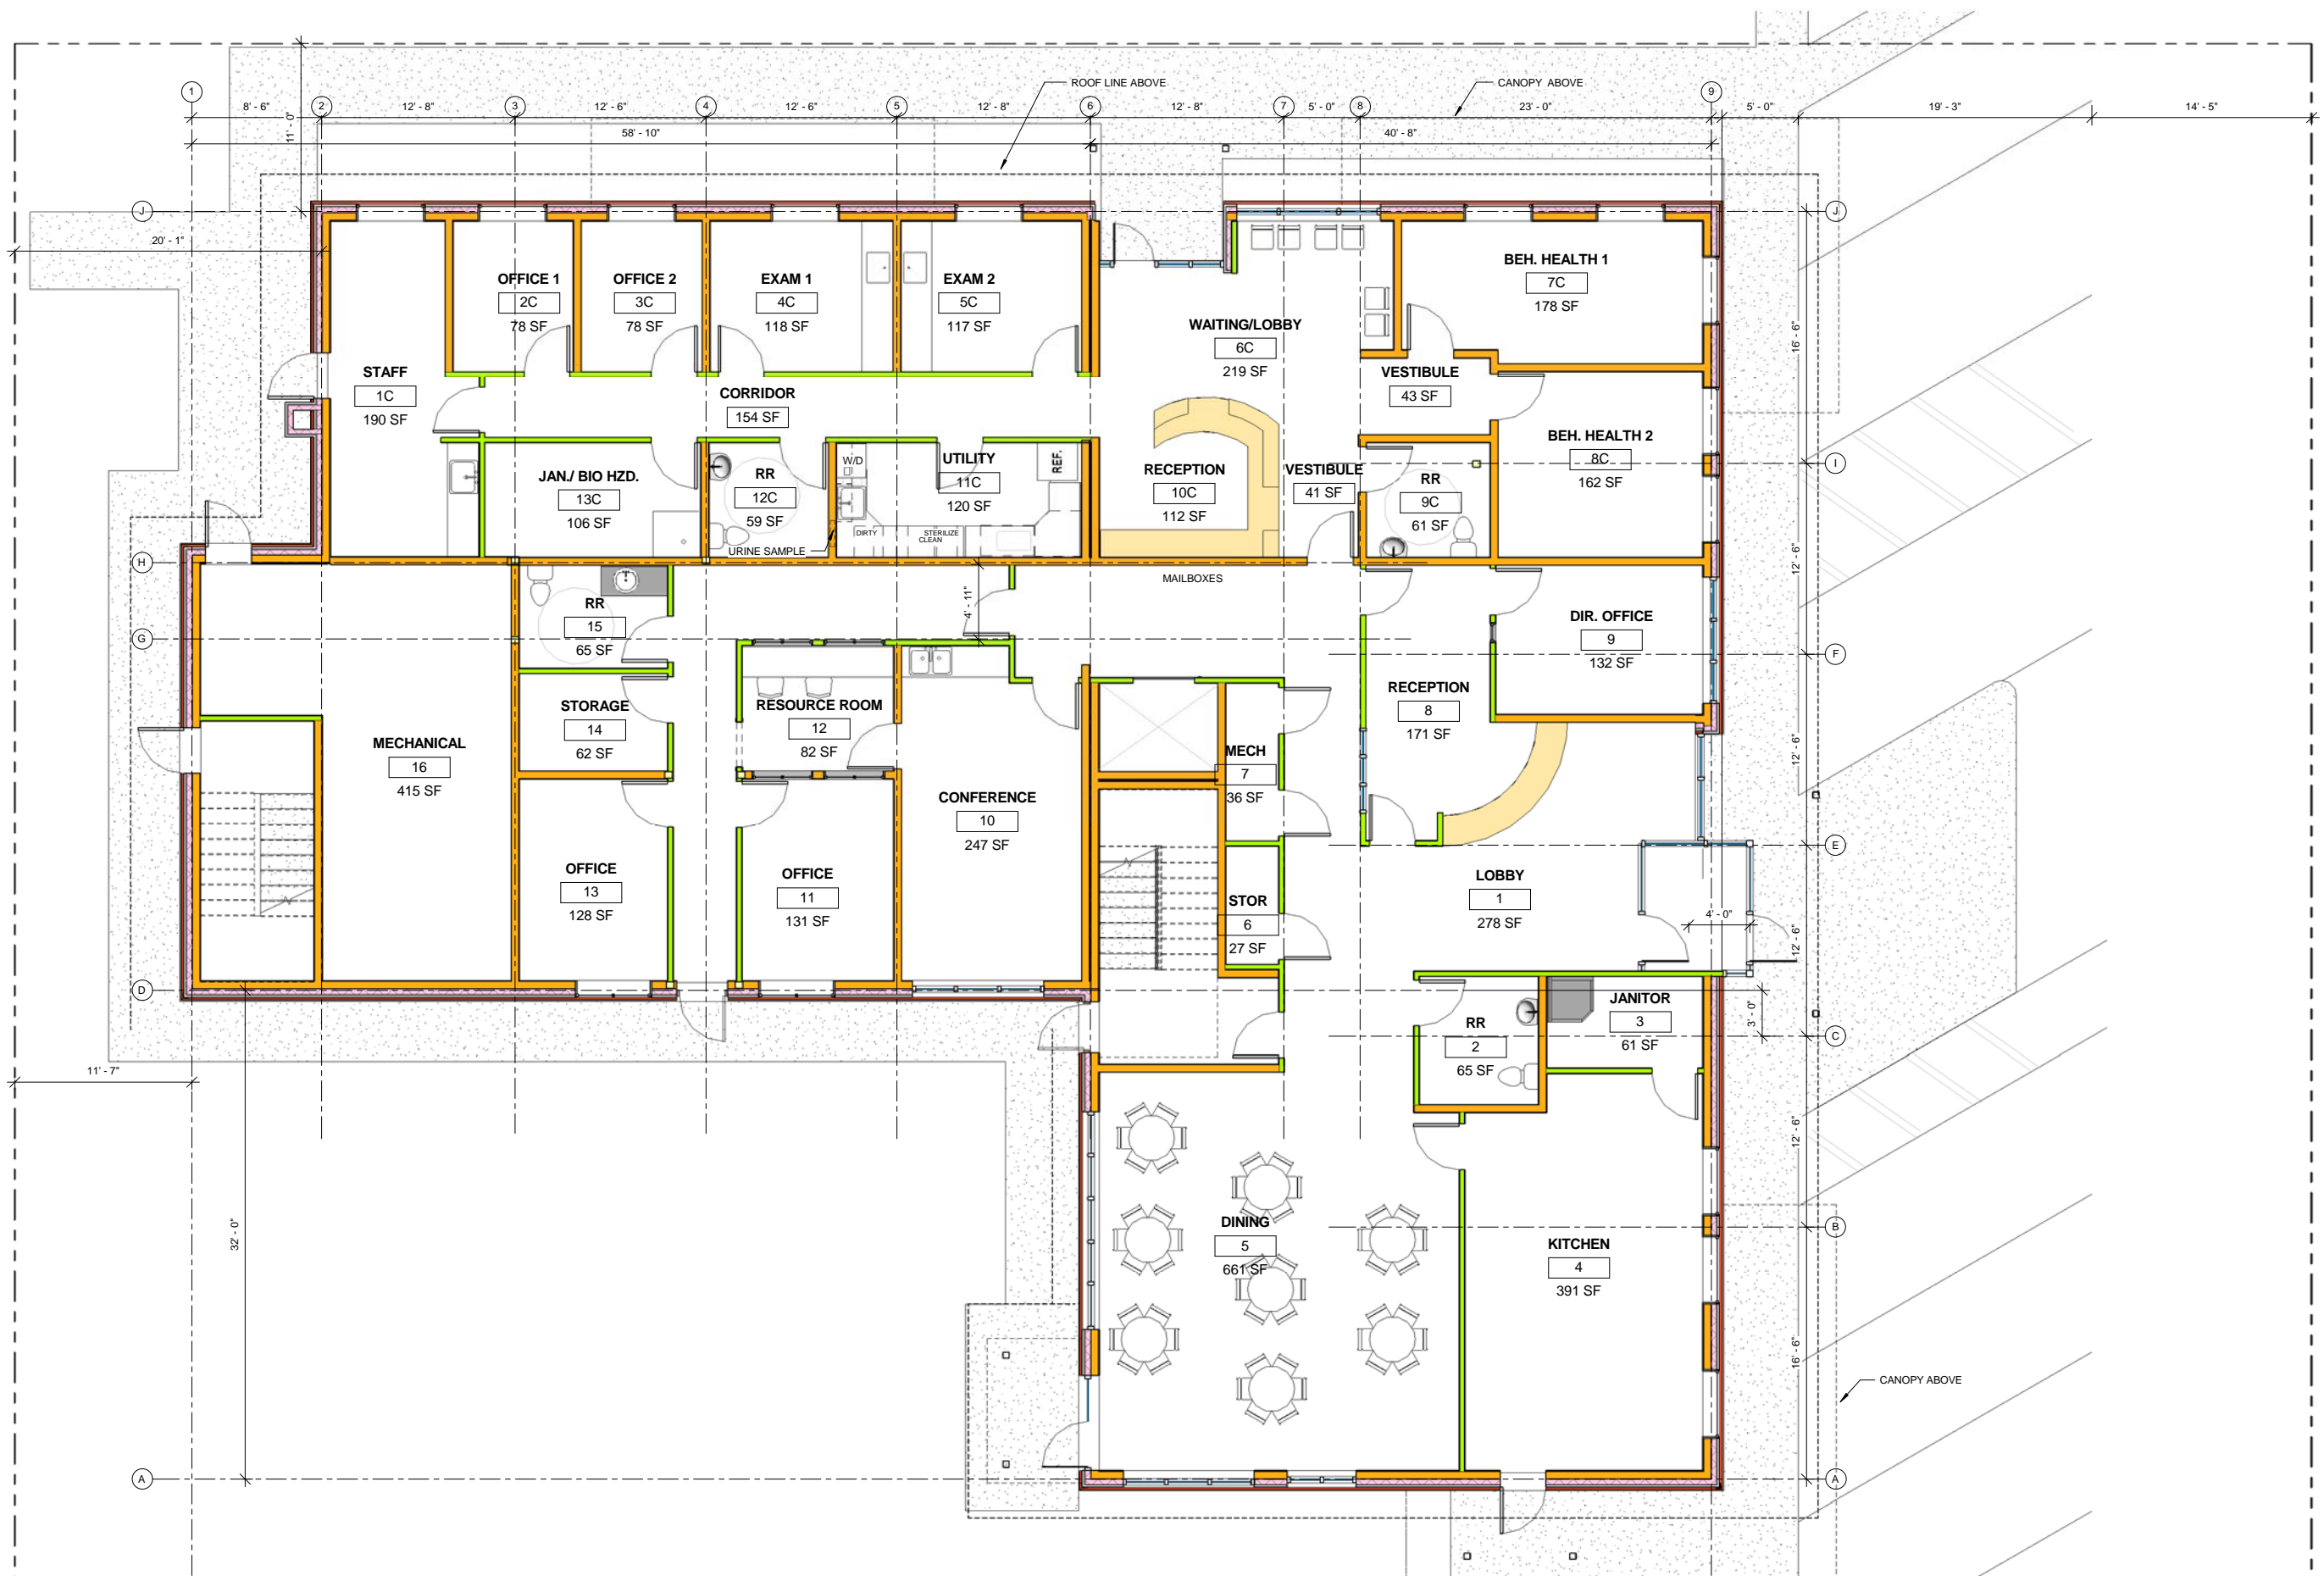 ROOF LINE ABOVE
CANOPY ABOVE
1
2
3
4
5
6
7
8
9
8' - 6"
12' - 8"
12' - 6"
12' - 6"
12' - 8"
12' - 8"
5' - 0"
23' - 0"
5' - 0"
19' - 3"
14' - 5"
11' - 0"
58' - 10"
40' - 8"
J
J
20' - 1"
OFFICE 1
2C
78 SF
OFFICE 2
3C
78 SF
EXAM 1
4C
118 SF
EXAM 2
5C
117 SF
WAITING/LOBBY
6C
219 SF
BEH. HEALTH 1
7C
178 SF
16' - 6"
STAFF
1C
190 SF
CORRIDOR
154 SF
VESTIBULE
43 SF
BEH. HEALTH 2
8C
162 SF
I
JAN./ BIO HZD.
13C
106 SF
RR
12C
59 SF
W/D
UTILITY
11C
120 SF
REF.
DIRTY
STERILIZE
CLEAN
URINE SAMPLE
RECEPTION
10C
112 SF
VESTIBULE
41 SF
RR
9C
61 SF
H
MAILBOXES
12' - 6"
4' - 11"
RR
15
65 SF
G
DIR. OFFICE
9
132 SF
F
STORAGE
14
62 SF
RESOURCE ROOM
12
82 SF
RECEPTION
8
171 SF
MECHANICAL
16
415 SF
MECH
7
36 SF
12' - 6"
CONFERENCE
10
247 SF
E
OFFICE
13
128 SF
OFFICE
11
131 SF
STOR
6
27 SF
LOBBY
1
278 SF
4' - 0"
12' - 6"
D
JANITOR
3
61 SF
3' - 0"
RR
2
65 SF
C
11' - 7"
12' - 6"
32' - 0"
DINING
5
661 SF
B
KITCHEN
4
391 SF
16' - 6"
CANOPY ABOVE
A
A